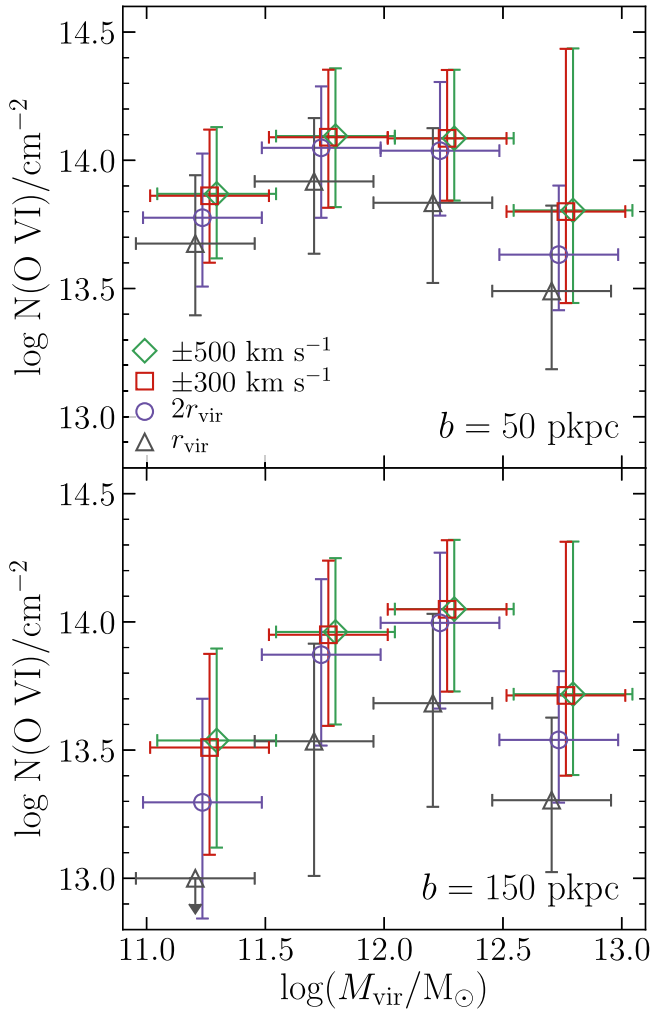 14.5
14.0
13.5
13.0
log N(O VI)/cm⁻²
±500 km s⁻¹
±300 km s⁻¹
2r_vir
r_vir
b = 50 pkpc
14.5
14.0
13.5
13.0
log N(O VI)/cm⁻²
b = 150 pkpc
11.0 11.5 12.0 12.5 13.0
log(M_vir/M_⊙)